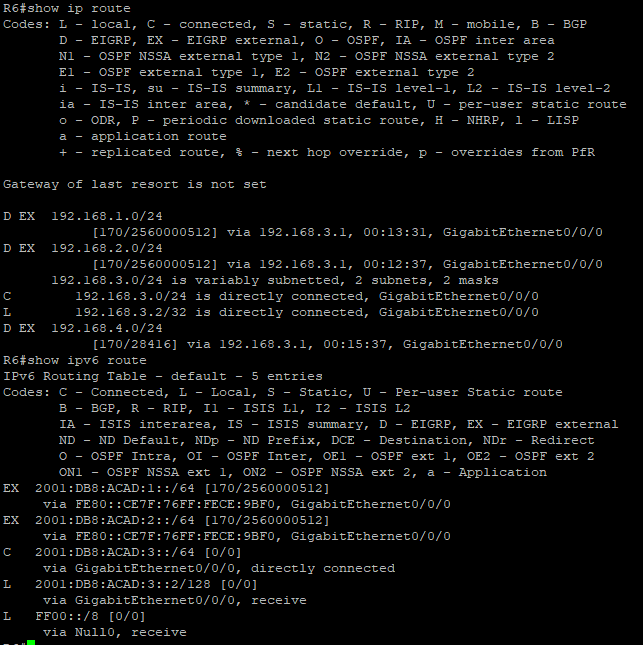 R6#show ip route
Codes: L - local, C - connected, S - static, R - RIP, M - mobile, B - BGP
D - EIGRP, EX - EIGRP external, O - OSPF, IA - OSPF inter area
N1 - OSPF NSSA external type 1, N2 - OSPF NSSA external type 2
E1 - OSPF external type 1, E2 - OSPF external type 2
i - IS-IS, su - IS-IS summary, L1 - IS-IS level-1, L2 - IS-IS level-2
ia - IS-IS inter area, * - candidate default, U - per-user static route
o - ODR, P - periodic downloaded static route, H - NHRP, l - LISP
a - application route
+ - replicated route, % - next hop override, p - overrides from PfR
Gateway of last resort is not set
D EX 192.168.1.0/24
[170/2560000512] via 192.168.3.1, 00:13:31, GigabitEthernet0/0/0
D EX 192.168.2.0/24
[170/2560000512] via 192.168.3.1, 00:12:37, GigabitEthernet0/0/0
192.168.3.0/24 is variably subnetted, 2 subnets, 2 masks
C 192.168.3.0/24 is directly connected, GigabitEthernet0/0/0
L 192.168.3.2/32 is directly connected, GigabitEthernet0/0/0
D EX 192.168.4.0/24
[170/28416] via 192.168.3.1, 00:15:37, GigabitEthernet0/0/0
R6#show ipv6 route
IPv6 Routing Table - default - 5 entries
Codes: C - Connected, L - Local, S - Static, U - Per-user Static route
B - BGP, R - RIP, I1 - ISIS L1, I2 - ISIS L2
IA - ISIS interarea, IS - ISIS summary, D - EIGRP, EX - EIGRP external
ND - ND Default, NDp - ND Prefix, DCE - Destination, NDr - Redirect
O - OSPF Intra, OI - OSPF Inter, OE1 - OSPF ext 1, OE2 - OSPF ext 2
ON1 - OSPF NSSA ext 1, ON2 - OSPF NSSA ext 2, a - Application
EX 2001:DB8:ACAD:1::/64 [170/2560000512]
via FE80::CE7F:76FF:FECE:9BF0, GigabitEthernet0/0/0
EX 2001:DB8:ACAD:2::/64 [170/2560000512]
via FE80::CE7F:76FF:FECE:9BF0, GigabitEthernet0/0/0
C 2001:DB8:ACAD:3::/64 [0/0]
via GigabitEthernet0/0/0, directly connected
L 2001:DB8:ACAD:3::2/128 [0/0]
via GigabitEthernet0/0/0, receive
L FF00::/8 [0/0]
via Null0, receive